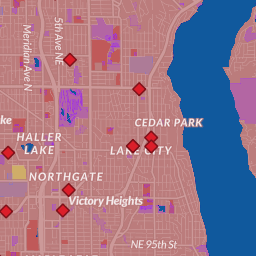 Meridian Ave N
5th Ave NE
CEDAR PARK
HALLER
LAKE
LAKE CITY
NORTHGATE
Victory Heights
NE 95th St